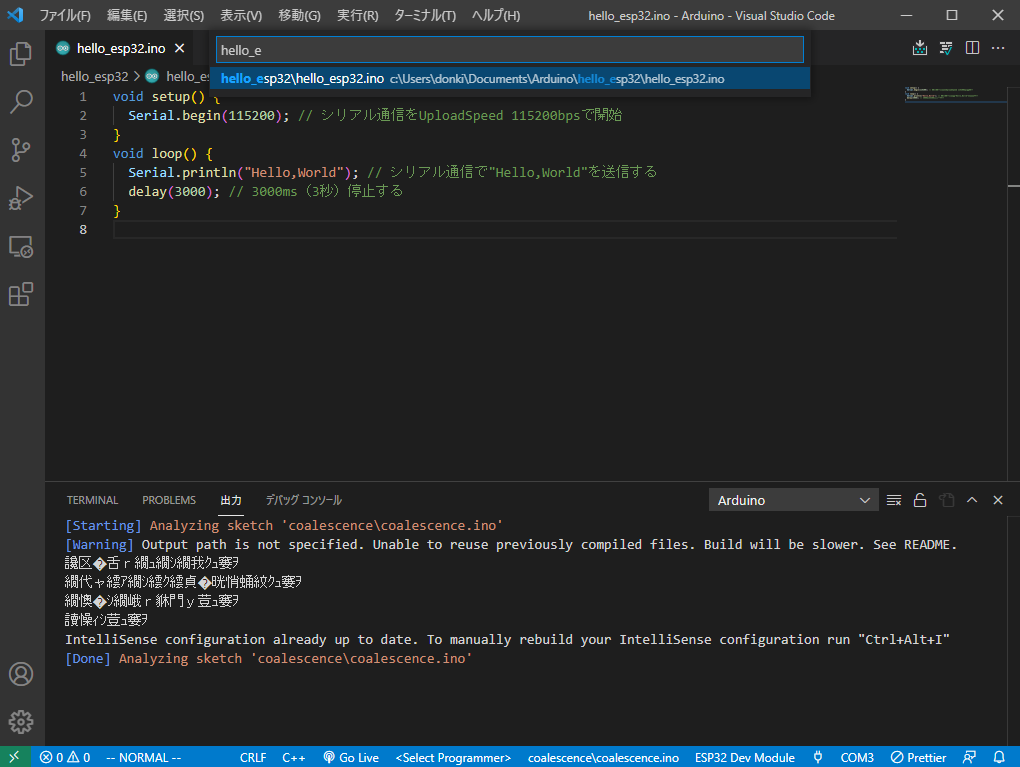 ファイル(F) 編集(E) 選択(S) 表示(V) 移動(G) 実行(R) ターミナル(T) ヘルプ(H) hello_esp32.ino - Arduino - Visual Studio Code
hello_esp32.ino
hello_e
hello_esp32 > hello_es
hello_esp32\hello_esp32.ino c:\Users\donki\Documents\Arduino\hello_esp32\hello_esp32.ino
1 void setup() {
2 Serial.begin(115200); // シリアル通信をUploadSpeed 115200bpsで開始
3 }
4 void loop() {
5 Serial.println("Hello,World"); // シリアル通信で"Hello,World"を送信する
6 delay(3000); // 3000ms（3秒）停止する
7 }
8
TERMINAL PROBLEMS 出力 デバッグ コンソール Arduino
[Starting] Analyzing sketch 'coalescence\coalescence.ino'
[Warning] Output path is not specified. Unable to reuse previously compiled files. Build will be slower. See README.
IntelliSense configuration already up to date. To manually rebuild your IntelliSense configuration run "Ctrl+Alt+I"
[Done] Analyzing sketch 'coalescence\coalescence.ino'
0 0 -- NORMAL -- CRLF C++ Go Live <Select Programmer> coalescence\coalescence.ino ESP32 Dev Module COM3 Prettier